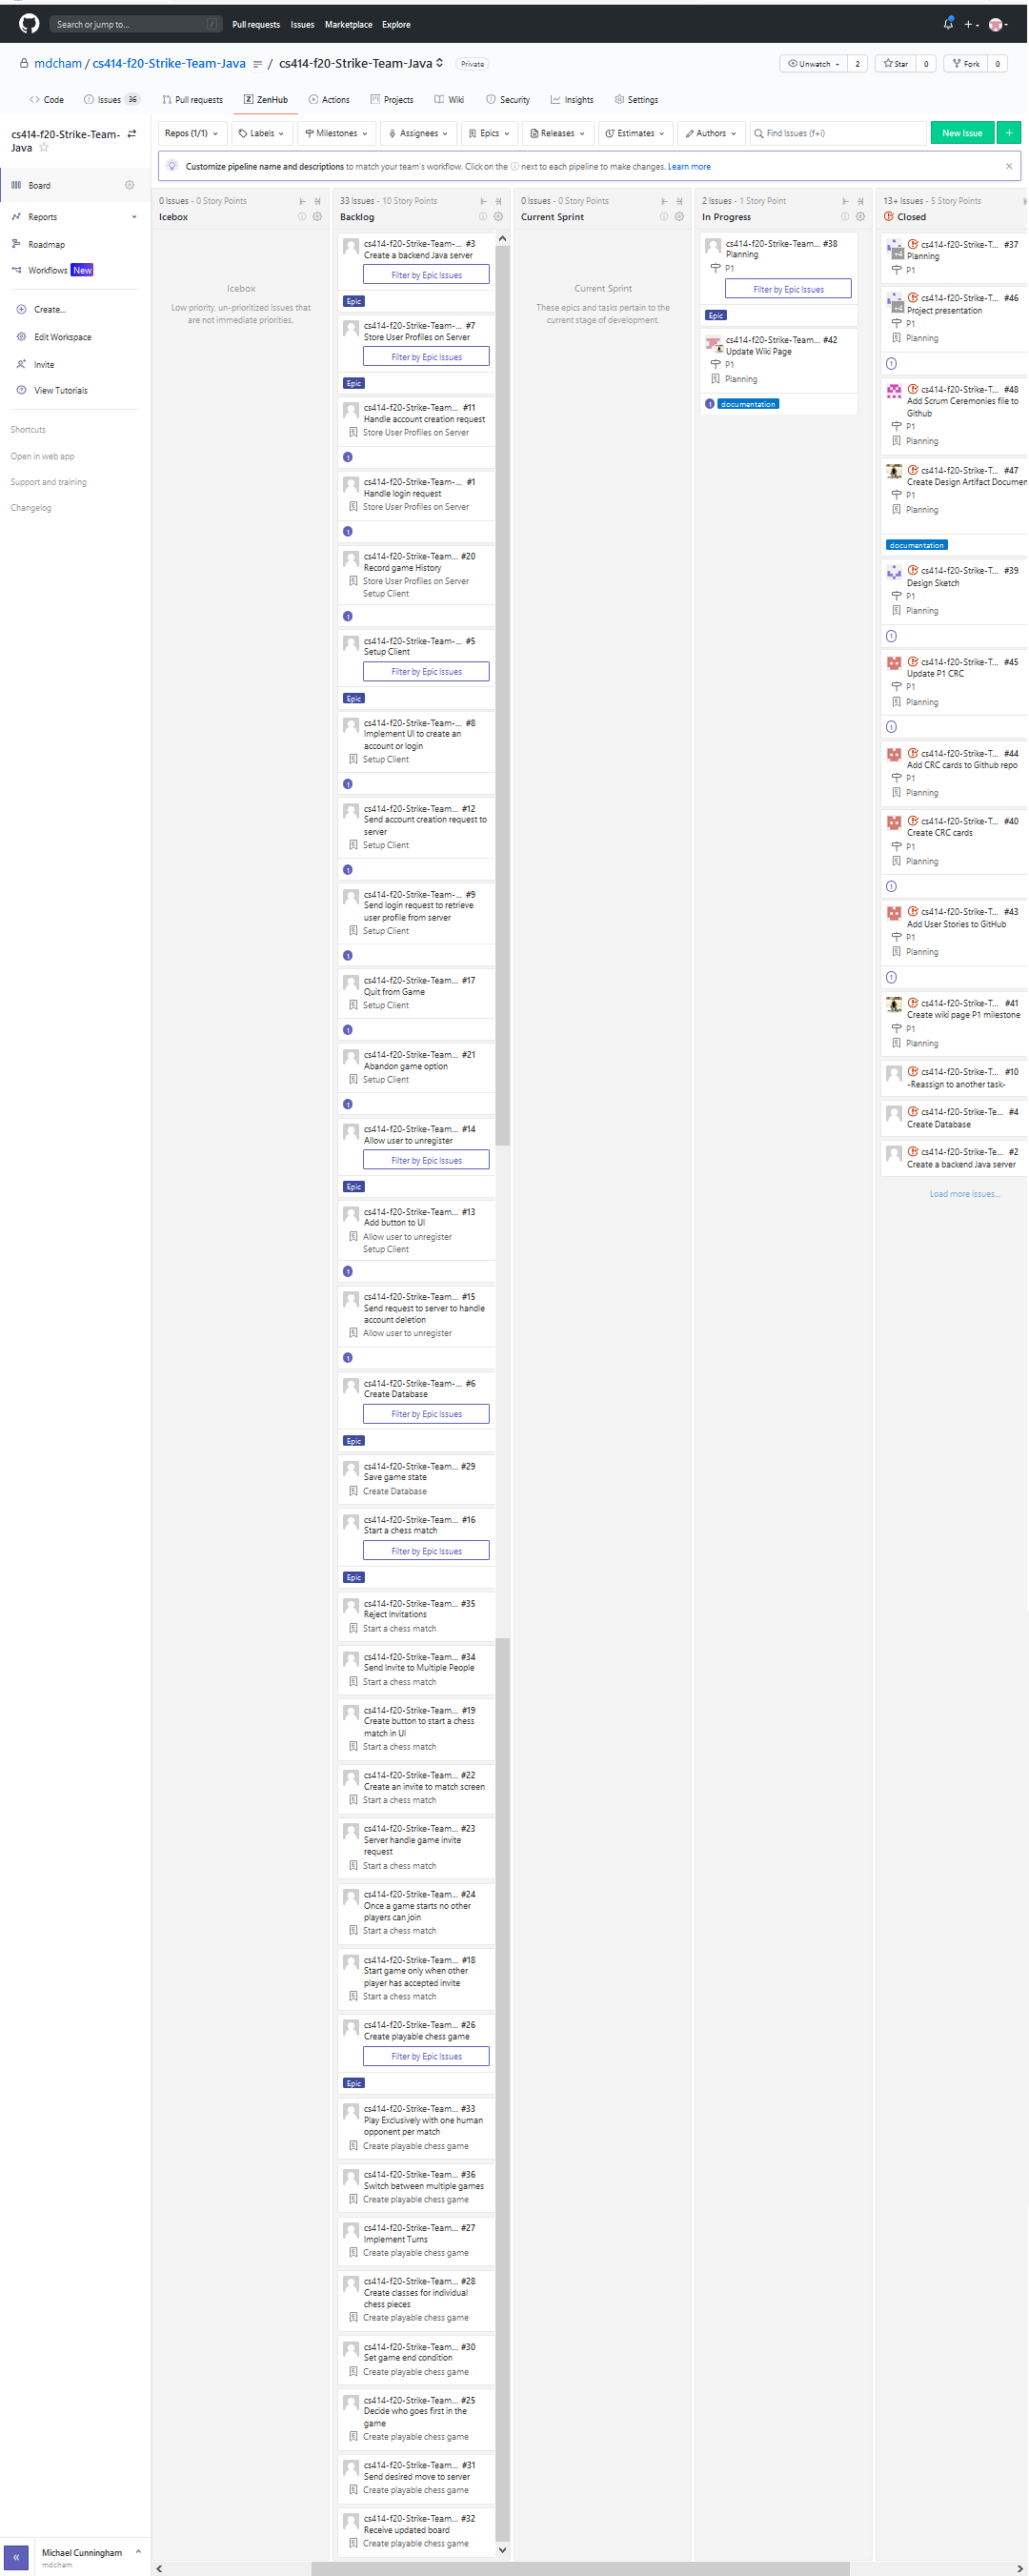 Search or jump to...
/
Pull requests
Issues
Marketplace
Explore
mdcham / cs414-f20-Strike-Team-Java
/ cs414-f20-Strike-Team-Java
Private
Unwatch
2
Star
0
Fork
0
Code
Issues 36
Pull requests
ZenHub
Actions
Projects
Wiki
Security
Insights
Settings
cs414-f20-Strike-Team-
Java
Board
Reports
Roadmap
Workflows New
Create...
Edit Workspace
Invite
View Tutorials
Shortcuts
Open in web app
Support and training
Changelog
Michael Cunningham
mdcham
Repos (1/1)
Labels
Milestones
Assignees
Epics
Releases
Estimates
Authors
Find Issues (f+i)
New Issue
+
Customize pipeline name and descriptions to match your team's workflow. Click on the ⓘ next to each pipeline to make changes. Learn more
0 Issues - 0 Story Points
Icebox
Icebox
Low priority, un-prioritized Issues that
are not immediate priorities.
33 Issues - 10 Story Points
Backlog
cs414-f20-Strike-Team-... #3
Create a backend Java server
Filter by Epic Issues
Epic
cs414-f20-Strike-Team-... #7
Store User Profiles on Server
Filter by Epic Issues
Epic
cs414-f20-Strike-Team-... #11
Handle account creation request
Store User Profiles on Server
1
cs414-f20-Strike-Team-... #1
Handle login request
Store User Profiles on Server
1
cs414-f20-Strike-Team... #20
Record game History
Store User Profiles on Server
Setup Client
1
cs414-f20-Strike-Team-... #5
Setup Client
Filter by Epic Issues
Epic
cs414-f20-Strike-Team-... #8
Implement UI to create an
account or login
Setup Client
1
cs414-f20-Strike-Team... #12
Send account creation request to
server
Setup Client
1
cs414-f20-Strike-Team-... #9
Send login request to retrieve
user profile from server
Setup Client
1
cs414-f20-Strike-Team... #17
Quit from Game
Setup Client
1
cs414-f20-Strike-Team... #21
Abandon game option
Setup Client
1
cs414-f20-Strike-Team... #14
Allow user to unregister
Filter by Epic Issues
Epic
cs414-f20-Strike-Team... #13
Add button to UI
Allow user to unregister
Setup Client
1
cs414-f20-Strike-Team... #15
Send request to server to handle
account deletion
Allow user to unregister
1
cs414-f20-Strike-Team-... #6
Create Database
Filter by Epic Issues
Epic
cs414-f20-Strike-Team... #29
Save game state
Create Database
cs414-f20-Strike-Team... #16
Start a chess match
Filter by Epic Issues
Epic
cs414-f20-Strike-Team... #35
Reject Invitations
Start a chess match
cs414-f20-Strike-Team... #34
Send Invite to Multiple People
Start a chess match
cs414-f20-Strike-Team... #19
Create button to start a chess
match in UI
Start a chess match
cs414-f20-Strike-Team... #22
Create an invite to match screen
Start a chess match
cs414-f20-Strike-Team... #23
Server handle game invite
request
Start a chess match
cs414-f20-Strike-Team... #24
Once a game starts no other
players can join
Start a chess match
cs414-f20-Strike-Team... #18
Start game only when other
player has accepted invite
Start a chess match
cs414-f20-Strike-Team... #26
Create playable chess game
Filter by Epic Issues
Epic
cs414-f20-Strike-Team... #33
Play Exclusively with one human
opponent per match
Create playable chess game
cs414-f20-Strike-Team... #36
Switch between multiple games
Create playable chess game
cs414-f20-Strike-Team... #27
Implement Turns
Create playable chess game
cs414-f20-Strike-Team... #28
Create classes for individual
chess pieces
Create playable chess game
cs414-f20-Strike-Team... #30
Set game end condition
Create playable chess game
cs414-f20-Strike-Team... #25
Decide who goes first in the
game
Create playable chess game
cs414-f20-Strike-Team... #31
Send desired move to server
Create playable chess game
cs414-f20-Strike-Team... #32
Receive updated board
Create playable chess game
0 Issues - 0 Story Points
Current Sprint
Current Sprint
These epics and tasks pertain to the
current stage of development.
2 Issues - 1 Story Point
In Progress
cs414-f20-Strike-Team... #38
Planning
P1
Filter by Epic Issues
Epic
cs414-f20-Strike-Team... #42
Update Wiki Page
P1
Planning
1 documentation
13+ Issues - 5 Story Points
Closed
cs414-f20-Strike-T... #37
Planning
P1
cs414-f20-Strike-T... #46
Project presentation
P1
Planning
1
cs414-f20-Strike-T... #48
Add Scrum Ceremonies file to
Github
P1
Planning
cs414-f20-Strike-T... #47
Create Design Artifact Documen
P1
Planning
documentation
cs414-f20-Strike-T... #39
Design Sketch
P1
Planning
1
cs414-f20-Strike-T... #45
Update P1 CRC
P1
Planning
1
cs414-f20-Strike-T... #44
Add CRC cards to Github repo
P1
Planning
cs414-f20-Strike-T... #40
Create CRC cards
P1
Planning
1
cs414-f20-Strike-T... #43
Add User Stories to GitHub
P1
Planning
1
cs414-f20-Strike-T... #41
Create wiki page P1 milestone
P1
Planning
cs414-f20-Strike-T... #10
-Reassign to another task-
cs414-f20-Strike-Te... #4
Create Database
cs414-f20-Strike-Te... #2
Create a backend Java server
Load more issues...